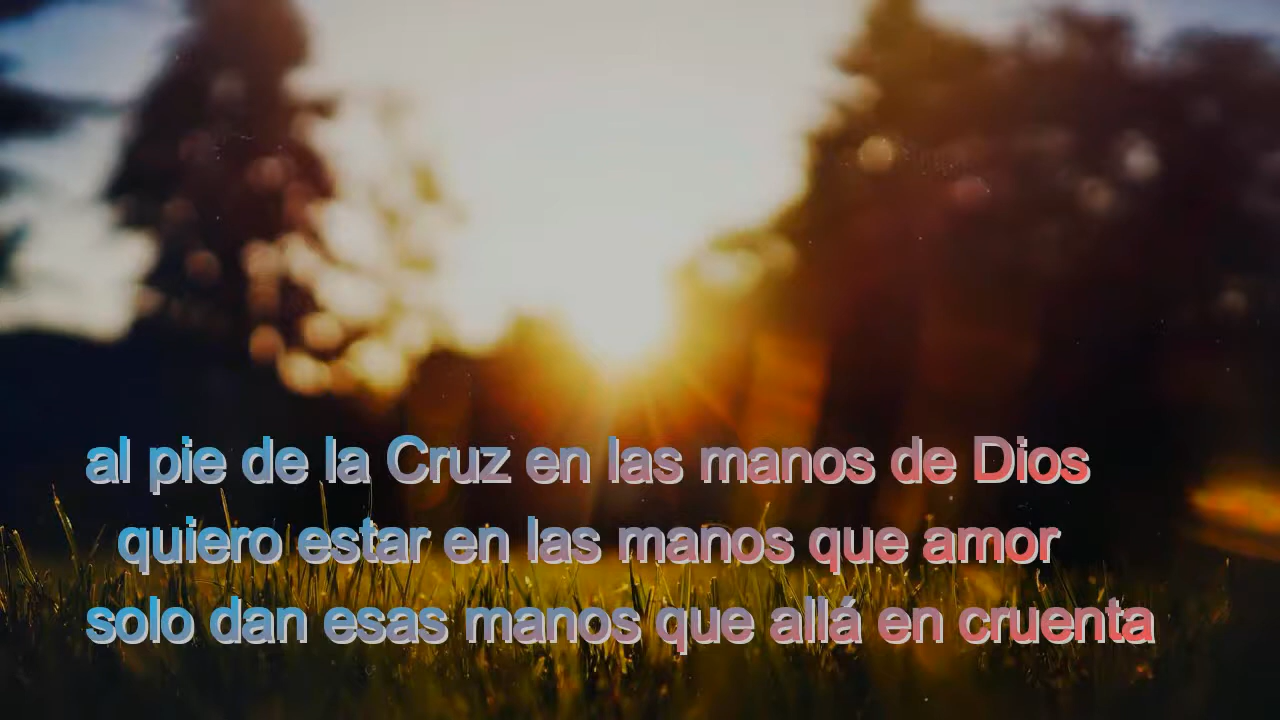 al pie de la Cruz en las manos de Dios
quiero estar en las manos que amor
solo dan esas manos que allá en cruenta